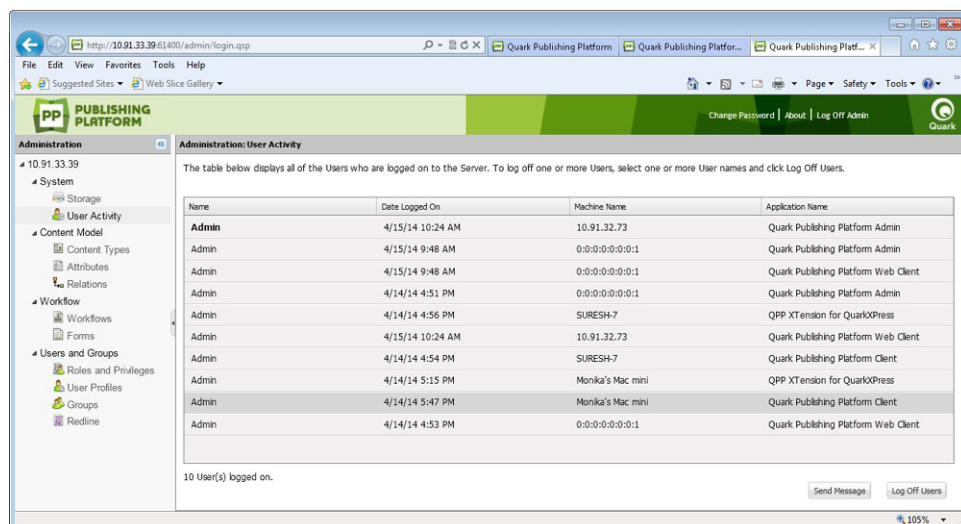 http://10.91.33.39:61400/admin/login.qsp
Quark Publishing Platform
Quark Publishing Platfor...
Quark Publishing Platf...
File Edit View Favorites Tools Help
Suggested Sites Web Slice Gallery
Page Safety Tools
PP PUBLISHING PLATFORM
Change Password | About | Log Off Admin
Quark
Administration
Administration: User Activity
10.91.33.39
System
Storage
User Activity
Content Model
Content Types
Attributes
Relations
Workflow
Workflows
Forms
Users and Groups
Roles and Privileges
User Profiles
Groups
Redline
The table below displays all of the Users who are logged on to the Server. To log off one or more Users, select one or more User names and click Log Off Users.
Name Date Logged On Machine Name Application Name
Admin 4/15/14 10:24 AM 10.91.32.73 Quark Publishing Platform Admin
Admin 4/15/14 9:48 AM 0:0:0:0:0:0:0:1 Quark Publishing Platform Admin
Admin 4/15/14 9:48 AM 0:0:0:0:0:0:0:1 Quark Publishing Platform Web Client
Admin 4/14/14 4:51 PM 0:0:0:0:0:0:0:1 Quark Publishing Platform Admin
Admin 4/14/14 4:56 PM SURESH-7 QPP XTension for QuarkXPress
Admin 4/15/14 10:24 AM 10.91.32.73 Quark Publishing Platform Web Client
Admin 4/14/14 4:54 PM SURESH-7 Quark Publishing Platform Client
Admin 4/14/14 5:15 PM Monika's Mac mini QPP XTension for QuarkXPress
Admin 4/14/14 5:47 PM Monika's Mac mini Quark Publishing Platform Client
Admin 4/14/14 4:53 PM 0:0:0:0:0:0:0:1 Quark Publishing Platform Web Client
10 User(s) logged on.
Send Message Log Off Users
105%